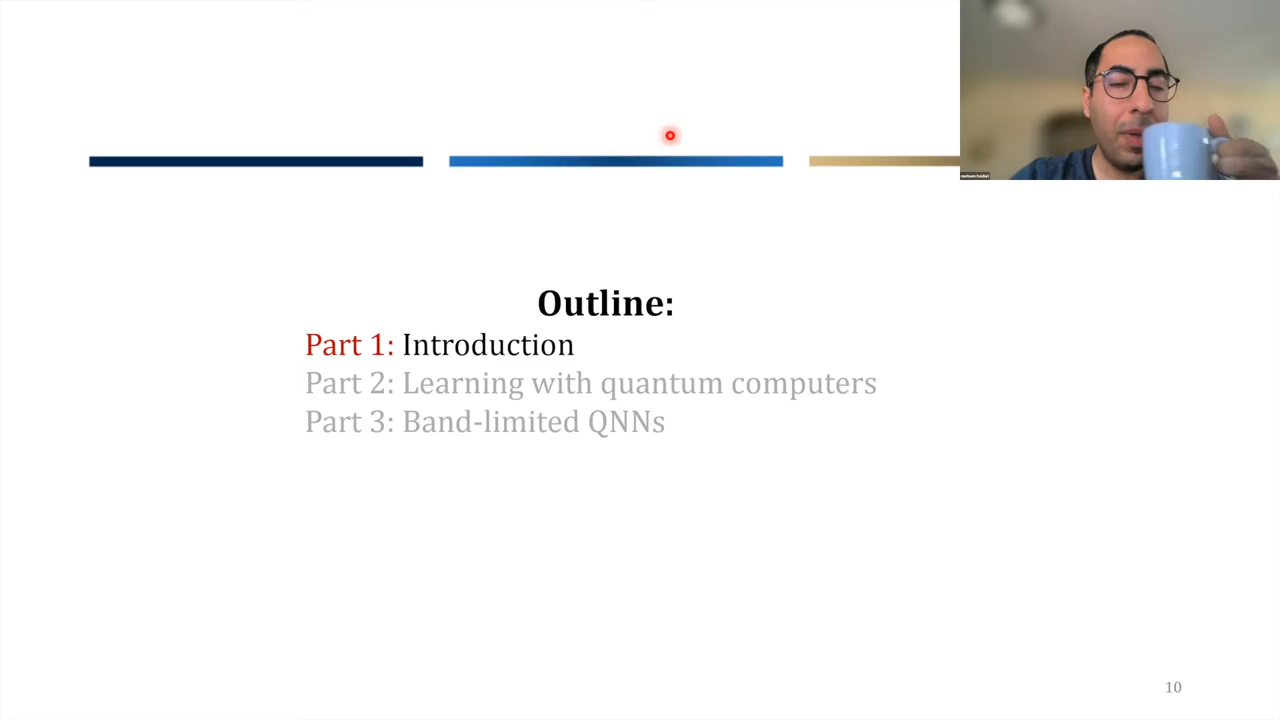 Outline:
Part 1: Introduction
Part 2: Learning with quantum computers
Part 3: Band-limited QNNs
10